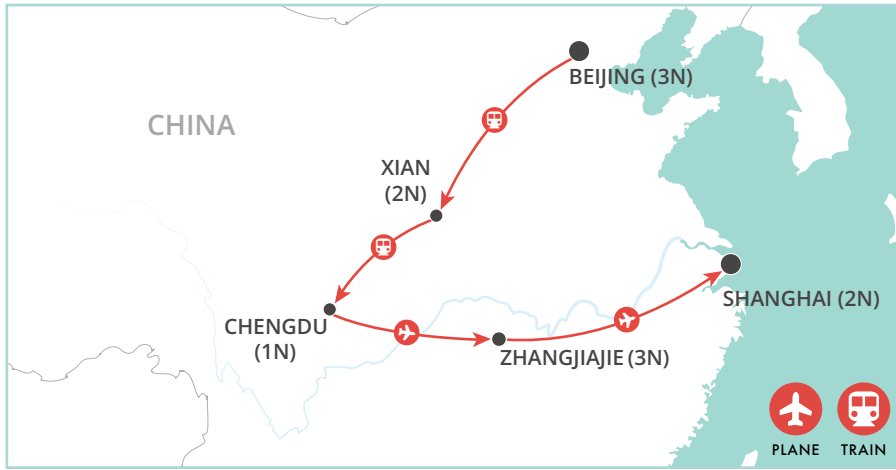 BEIJING (3N)
CHINA
XIAN
(2N)
SHANGHAI (2N)
CHENGDU
(1N)
ZHANGJIAJIE (3N)
PLANE
TRAIN